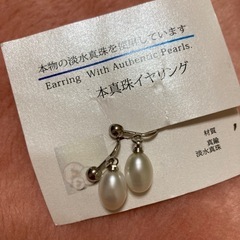 本物の淡水真珠を使用しています
Earring With Authentic Pearls.
本真珠イヤリング
材質
真鍮
淡水真珠